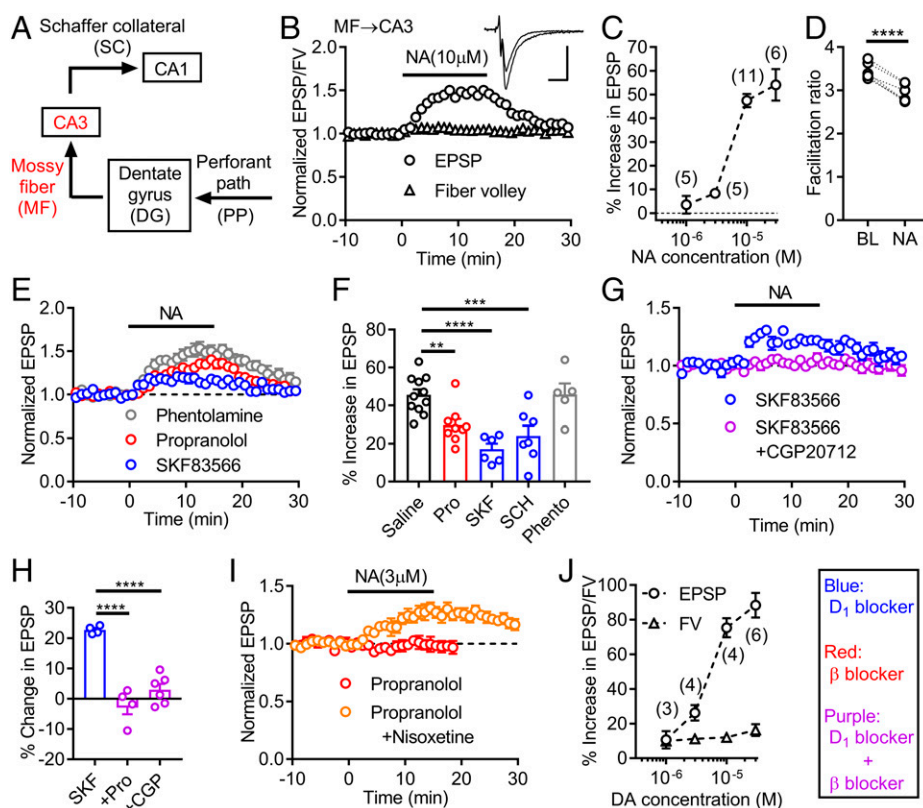 A
Schaffer collateral
(SC)
CA1
CA3
Mossy
fiber
(MF)
Dentate
gyrus
(DG)
Perforant
path
(PP)
B
MF→CA3
NA(10μM)
Normalized EPSP/FV
2.0
1.5
1.0
0.5
0.0
EPSP
Fiber volley
-10
0
10
20
30
Time (min)
C
% Increase in EPSP
70
60
50
40
30
20
10
0
(5)
(5)
(11)
(6)
10-6
10-5
NA concentration (M)
D
****
Facilitation ratio
4
3
2
1
0
BL
NA
E
NA
Normalized EPSP
2.0
1.5
1.0
0.5
Phentolamine
Propranolol
SKF83566
-10
0
10
20
30
Time (min)
F
***
****
**
% Increase in EPSP
80
60
40
20
0
Saline
Pro
SKF
SCH
Phento
G
NA
Normalized EPSP
1.5
1.0
0.5
SKF83566
SKF83566
+CGP20712
-10
0
10
20
30
Time (min)
H
****
****
% Change in EPSP
30
20
10
0
-10
-20
SKF
+Pro
+CGP
I
NA(3μM)
Normalized EPSP
1.5
1.0
0.5
Propranolol
Propranolol
+Nisoxetine
-10
0
10
20
30
Time (min)
J
% Increase in EPSP/FV
100
80
60
40
20
0
EPSP
FV
(3)
(4)
(4)
(6)
10-6
10-5
DA concentration (M)
Blue:
D1 blocker
Red:
β blocker
Purple:
D1 blocker
+
β blocker